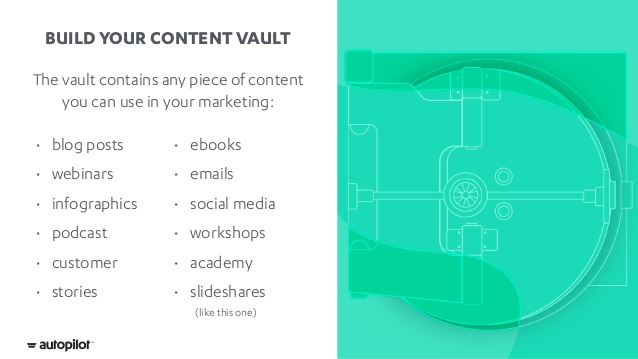 BUILD YOUR CONTENT VAULT
The vault contains any piece of content
you can use in your marketing:
• blog posts
• webinars
• infographics
• podcast
• customer
• stories
• ebooks
• emails
• social media
• workshops
• academy
• slideshares
(like this one)
autopilot™